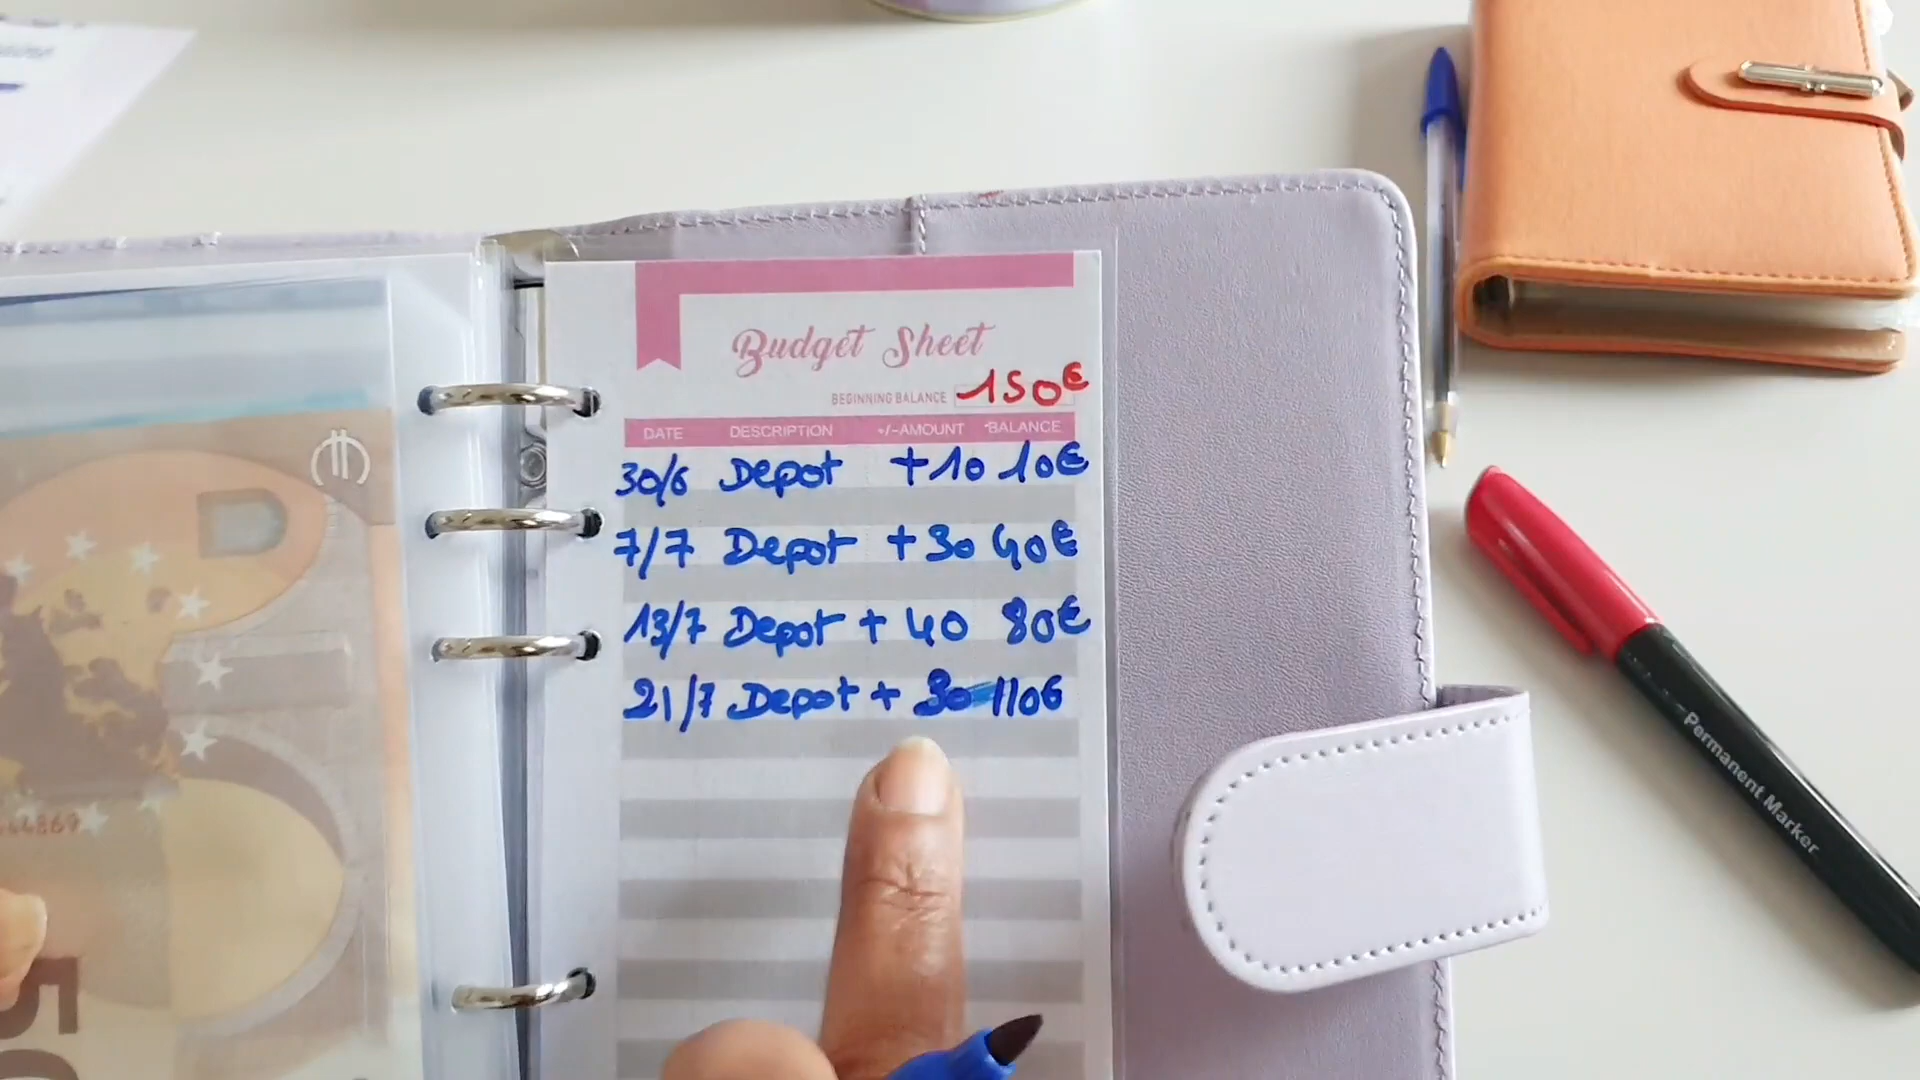 Budget Sheet
BEGINNING BALANCE 150€
DATE DESCRIPTION +/-AMOUNT BALANCE
30/6 Depot +10 10€
7/7 Depot +30 40€
13/7 Depot + 40 80€
21/7 Depot + 30 110€
Permanent Marker
50